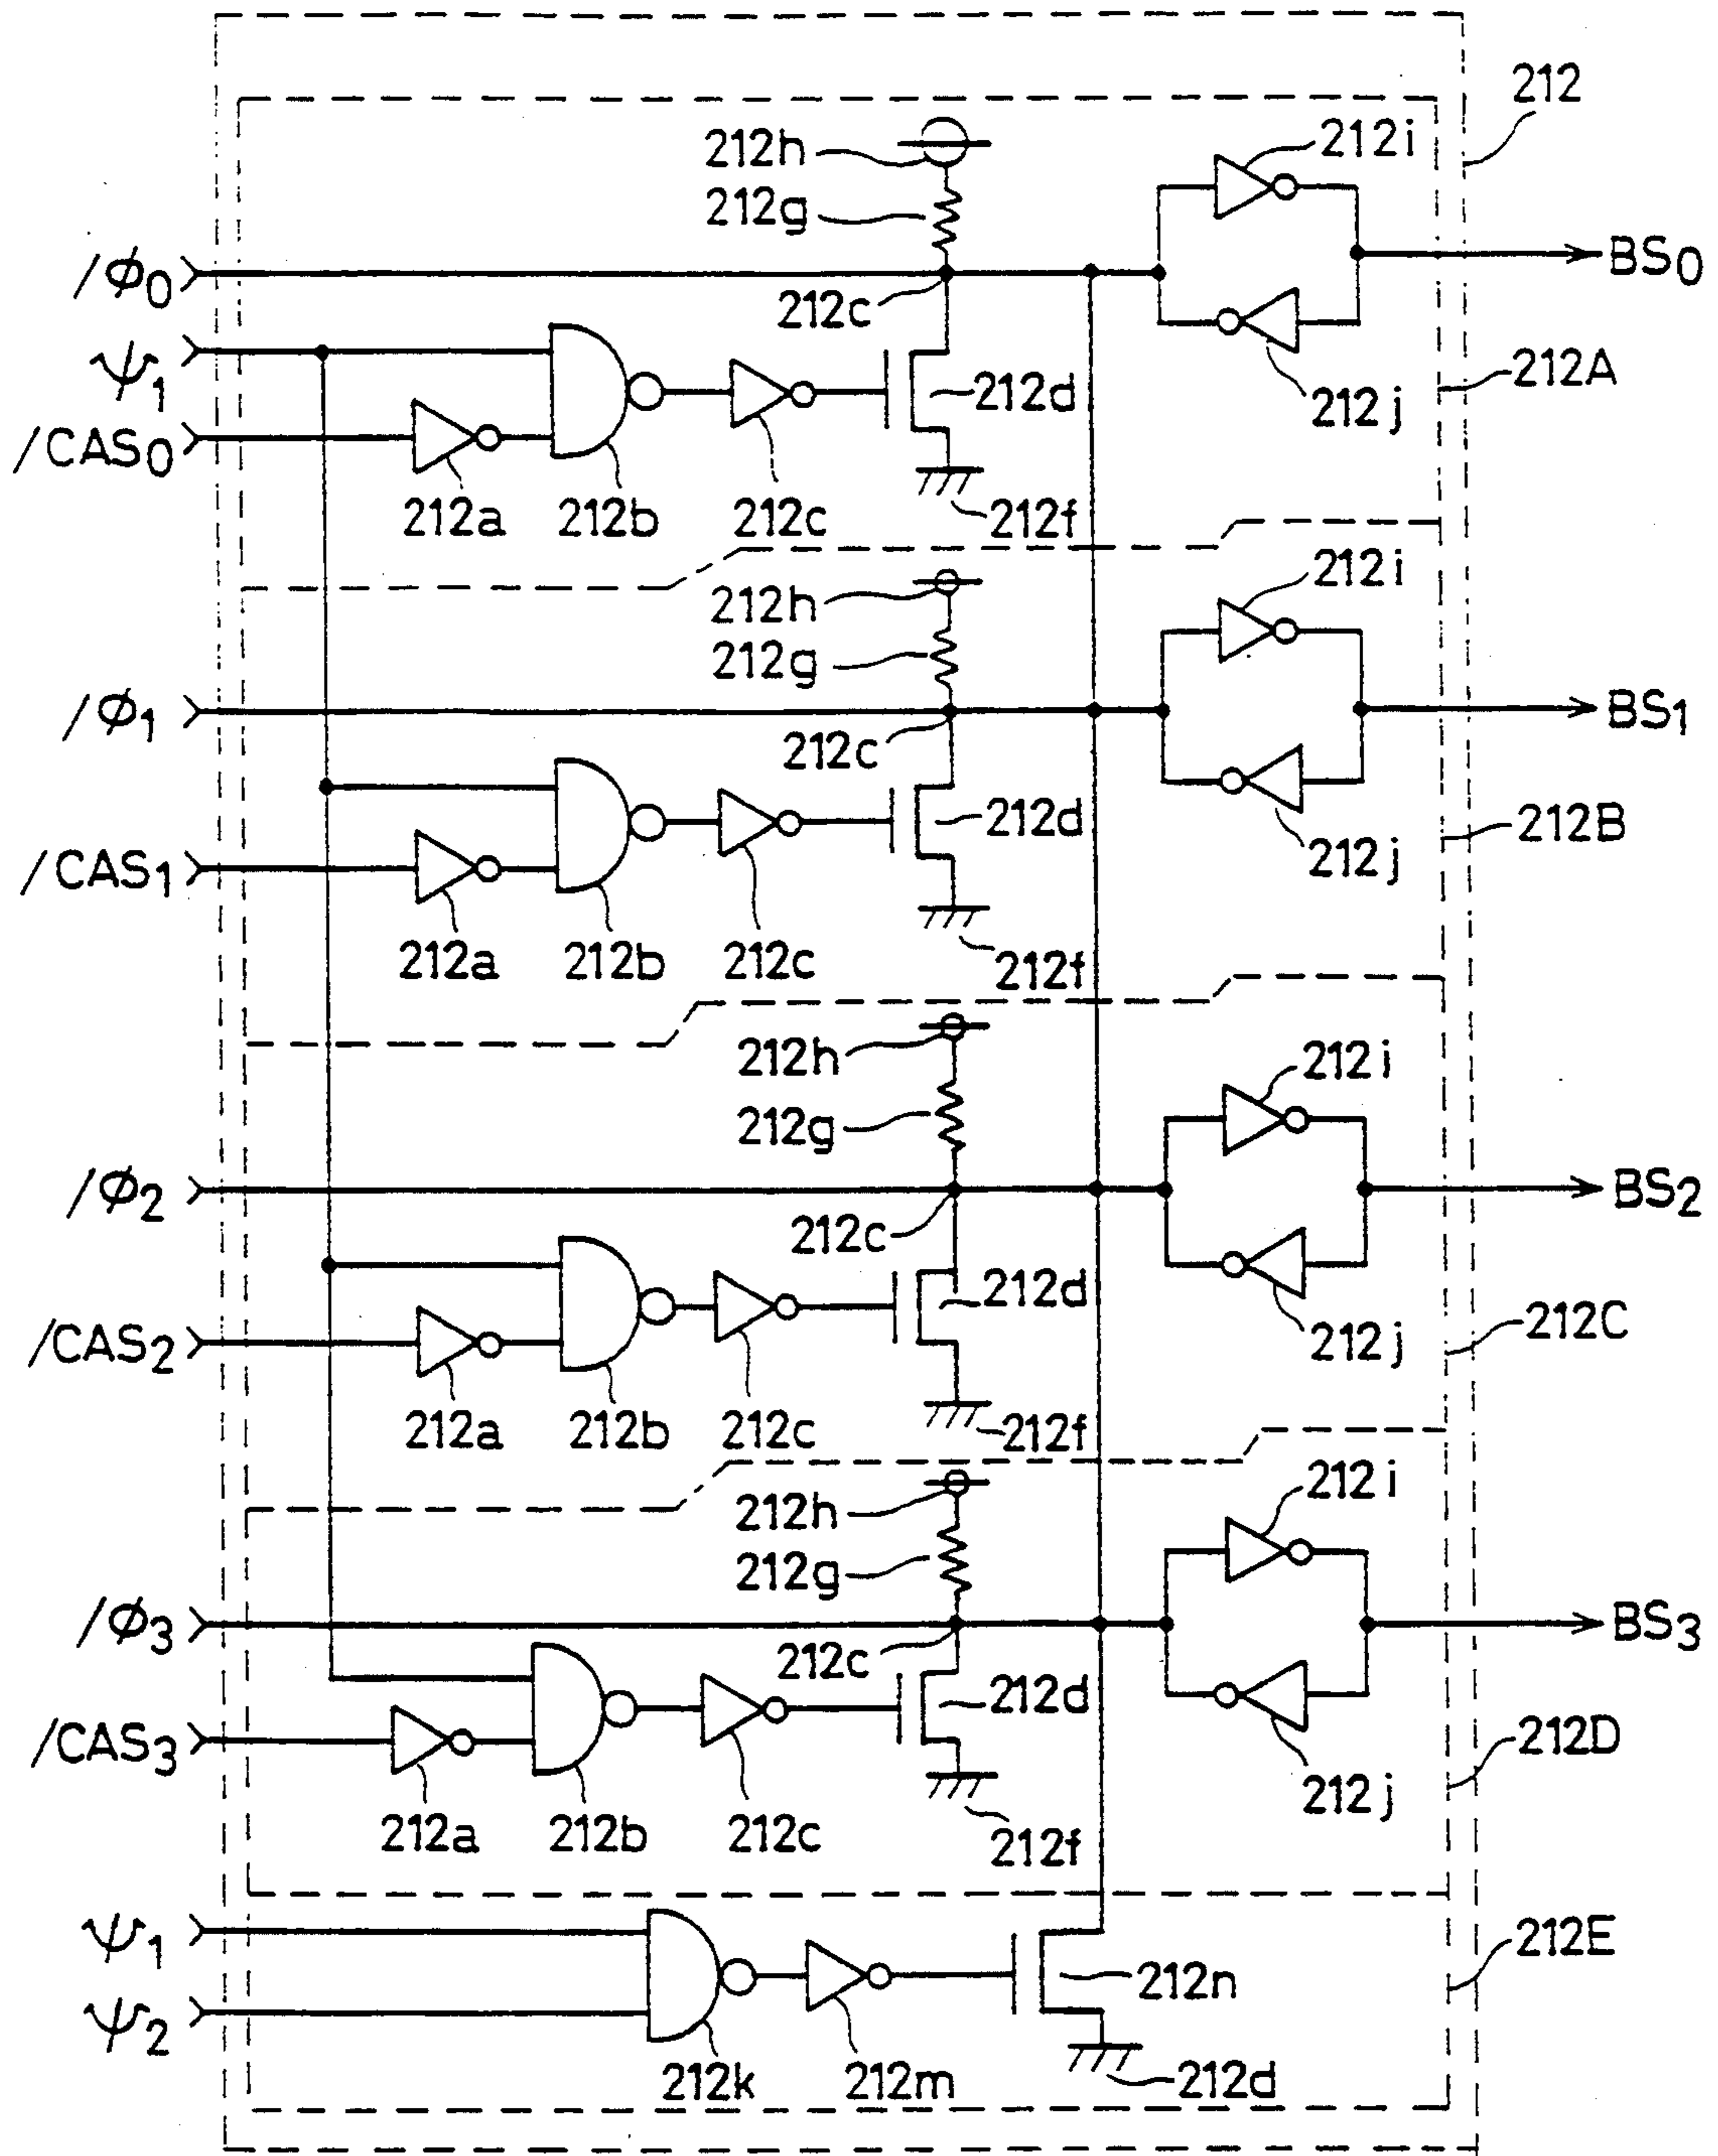 212
212h
212i
212g
/ϕ0
212c
BS0
ψ1
212d
212j
212A
/CAS0
212a
212b
212c
212f
212h
212i
212g
/ϕ1
212c
BS1
212d
212j
212B
/CAS1
212a
212b
212c
212f
212h
212i
212g
/ϕ2
212c
BS2
212d
212j
212C
/CAS2
212a
212b
212c
212f
212h
212i
212g
/ϕ3
212c
BS3
212d
212j
212D
/CAS3
212a
212b
212c
212f
ψ1
212E
212n
ψ2
212k
212m
212d